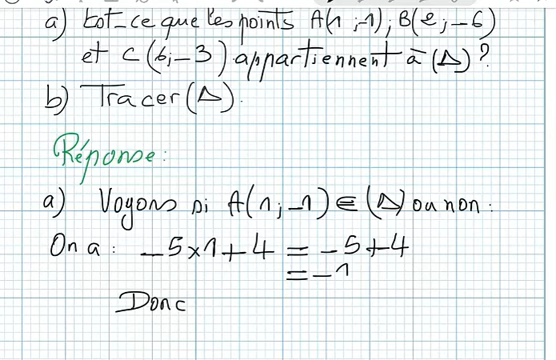 a) Est-ce que les points A(1;-1); B(2;-6)
et C(6;-3) appartiennent à (Δ)?
b) Tracer (Δ).
Réponse:
a) Voyons si A(1;-1) ∈ (Δ) ou non:
On a: -5×1+4 = -5+4
= -1
Donc